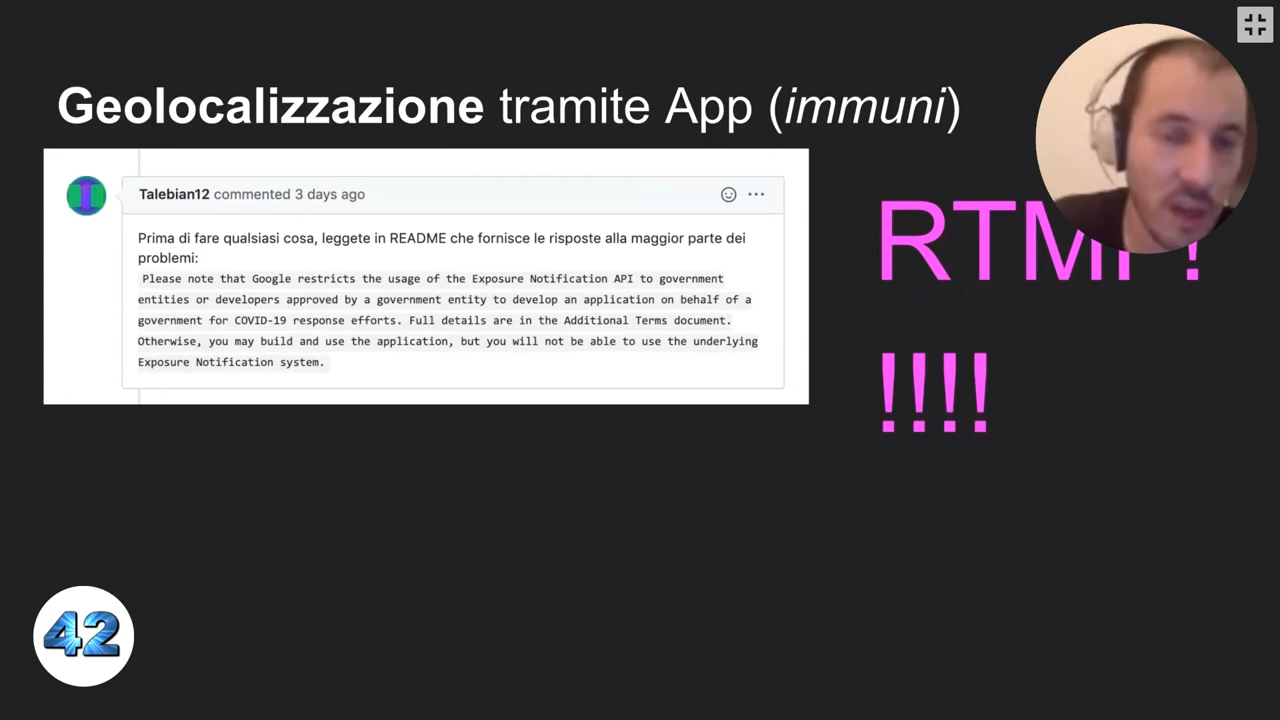 Geolocalizzazione tramite App (immuni)
Talebian12 commented 3 days ago
Prima di fare qualsiasi cosa, leggete in README che fornisce le risposte alla maggior parte dei
problemi:
Please note that Google restricts the usage of the Exposure Notification API to government
entities or developers approved by a government entity to develop an application on behalf of a
government for COVID-19 response efforts. Full details are in the Additional Terms document.
Otherwise, you may build and use the application, but you will not be able to use the underlying
Exposure Notification system.
!!!!
42